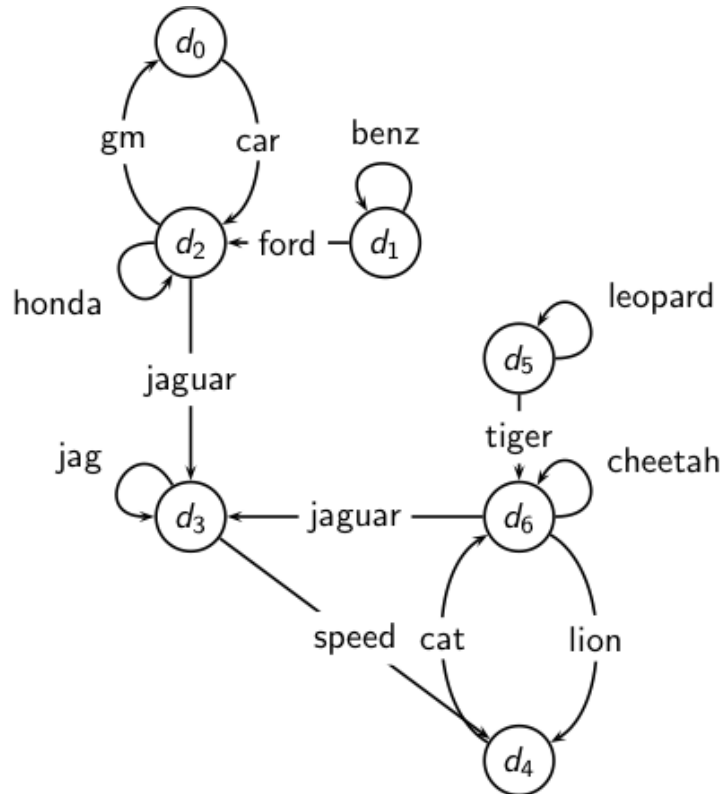 d0
gm
car
benz
d2
ford
d1
honda
leopard
d5
jaguar
tiger
jag
cheetah
d3
jaguar
d6
speed
cat
lion
d4